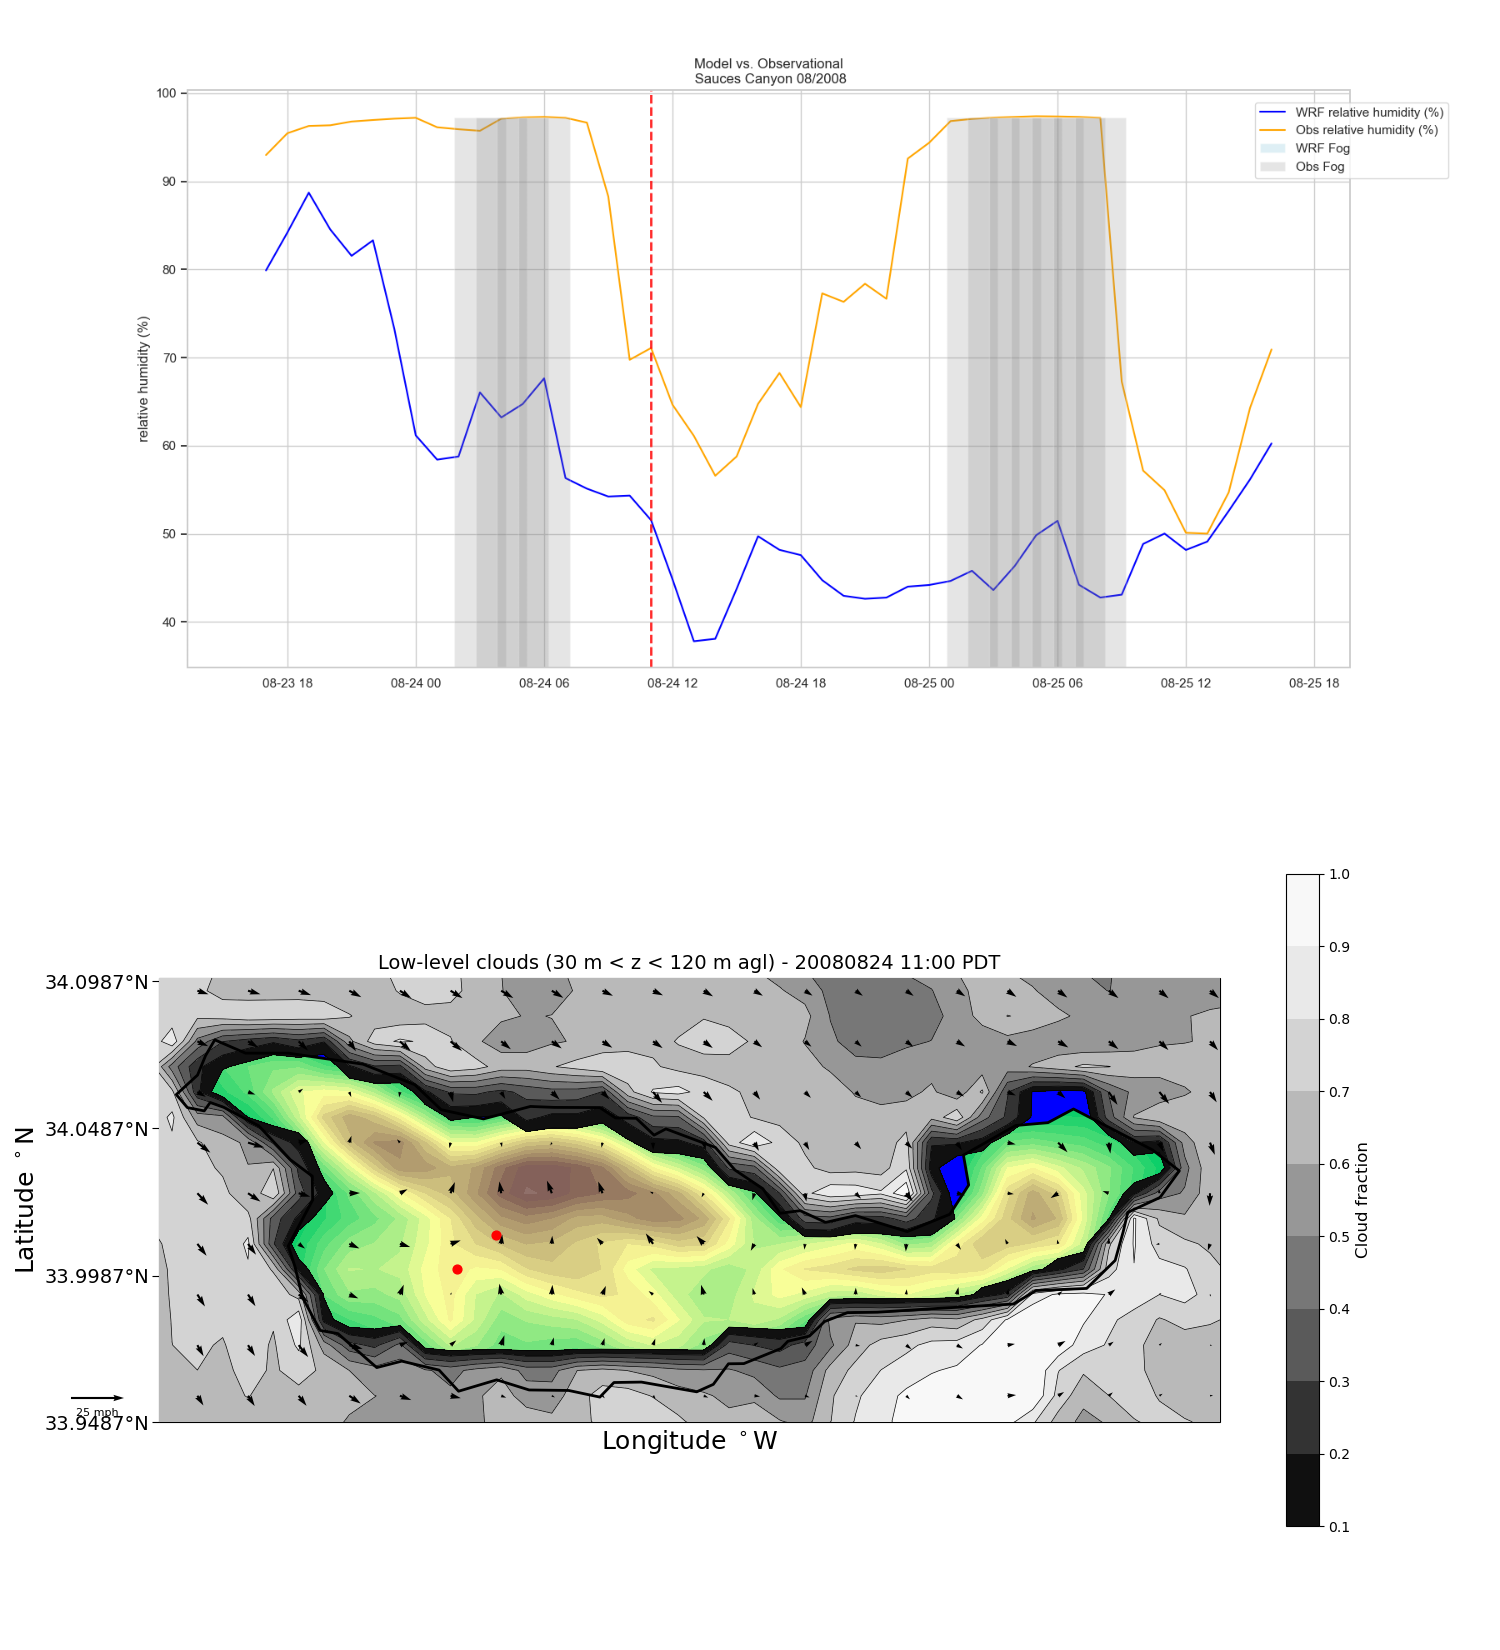 Model vs. Observational
Sauces Canyon 08/2008
100
90
80
70
60
50
40
relative humidity (%)
WRF relative humidity (%)
Obs relative humidity (%)
WRF Fog
Obs Fog
08-23 18
08-24 00
08-24 06
08-24 12
08-24 18
08-25 00
08-25 06
08-25 12
08-25 18
Low-level clouds (30 m < z < 120 m agl) - 20080824 11:00 PDT
34.0987°N
34.0487°N
33.9987°N
33.9487°N
Latitude °N
25 mph
Longitude °W
1.0
0.9
0.8
0.7
0.6
0.5
0.4
0.3
0.2
0.1
Cloud fraction